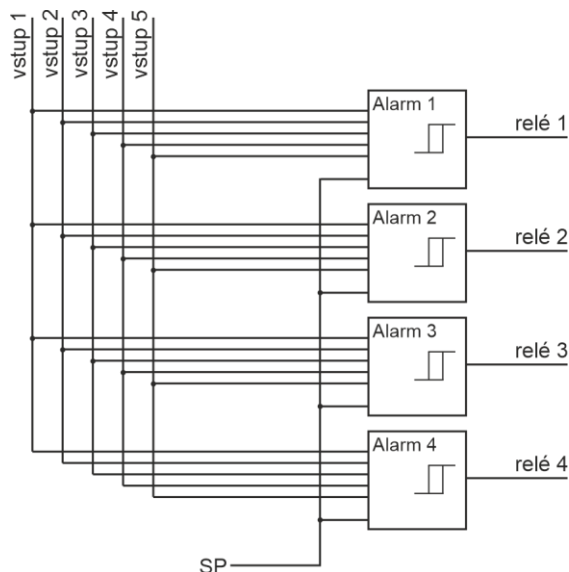 vstup 1
vstup 2
vstup 3
vstup 4
vstup 5
Alarm 1
relé 1
Alarm 2
relé 2
Alarm 3
relé 3
Alarm 4
relé 4
SP